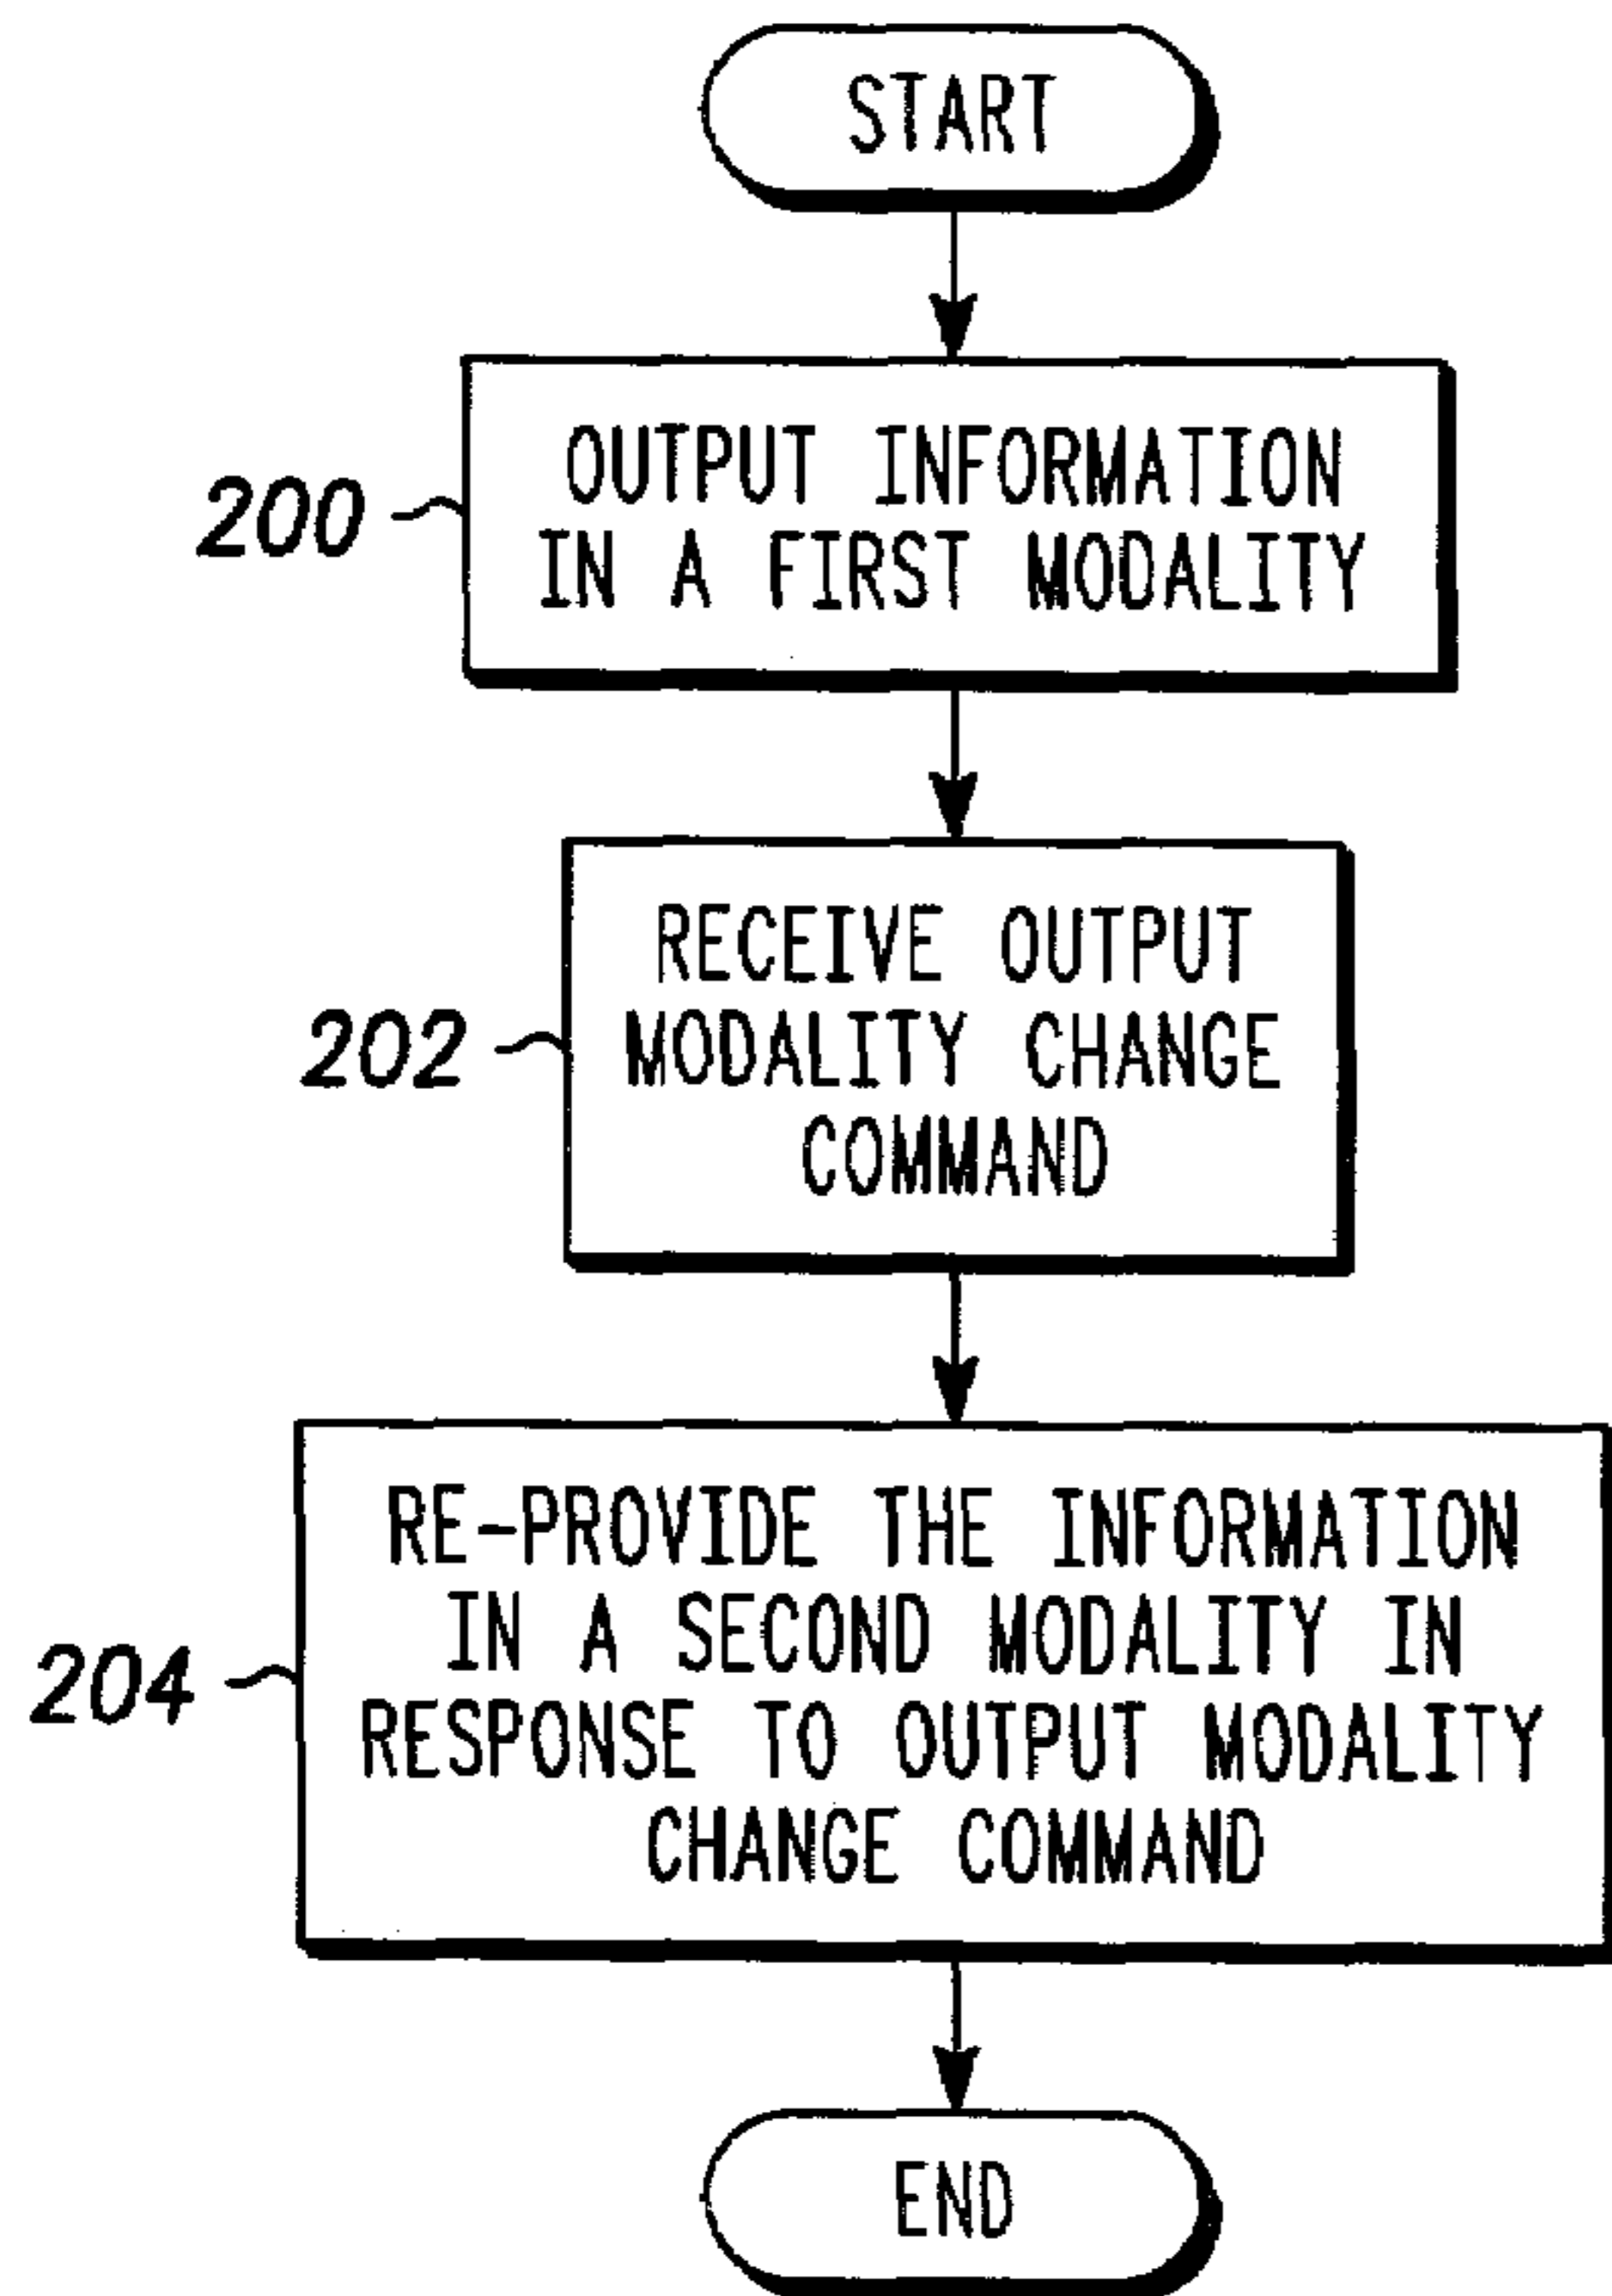 START
OUTPUT INFORMATION
IN A FIRST MODALITY
200
RECEIVE OUTPUT
MODALITY CHANGE
COMMAND
202
RE-PROVIDE THE INFORMATION
IN A SECOND MODALITY IN
RESPONSE TO OUTPUT MODALITY
CHANGE COMMAND
204
END